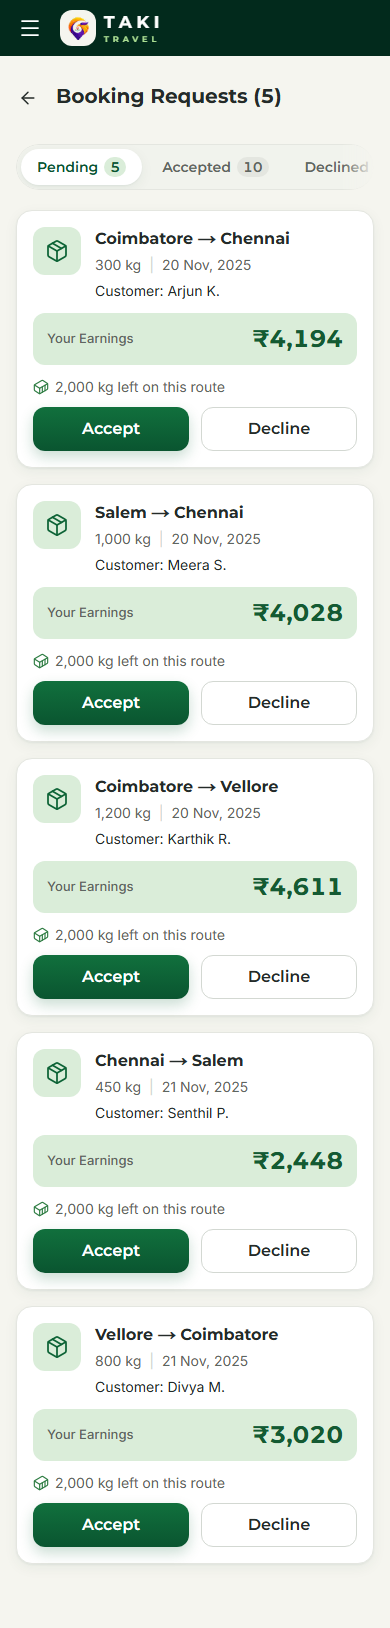 TAKI
TRAVEL
Booking Requests (5)
Pending 5 Accepted 10 Declined
Coimbatore → Chennai
300 kg | 20 Nov, 2025
Customer: Arjun K.
Your Earnings ₹4,194
2,000 kg left on this route
Accept Decline
Salem → Chennai
1,000 kg | 20 Nov, 2025
Customer: Meera S.
Your Earnings ₹4,028
2,000 kg left on this route
Accept Decline
Coimbatore → Vellore
1,200 kg | 20 Nov, 2025
Customer: Karthik R.
Your Earnings ₹4,611
2,000 kg left on this route
Accept Decline
Chennai → Salem
450 kg | 21 Nov, 2025
Customer: Senthil P.
Your Earnings ₹2,448
2,000 kg left on this route
Accept Decline
Vellore → Coimbatore
800 kg | 21 Nov, 2025
Customer: Divya M.
Your Earnings ₹3,020
2,000 kg left on this route
Accept Decline